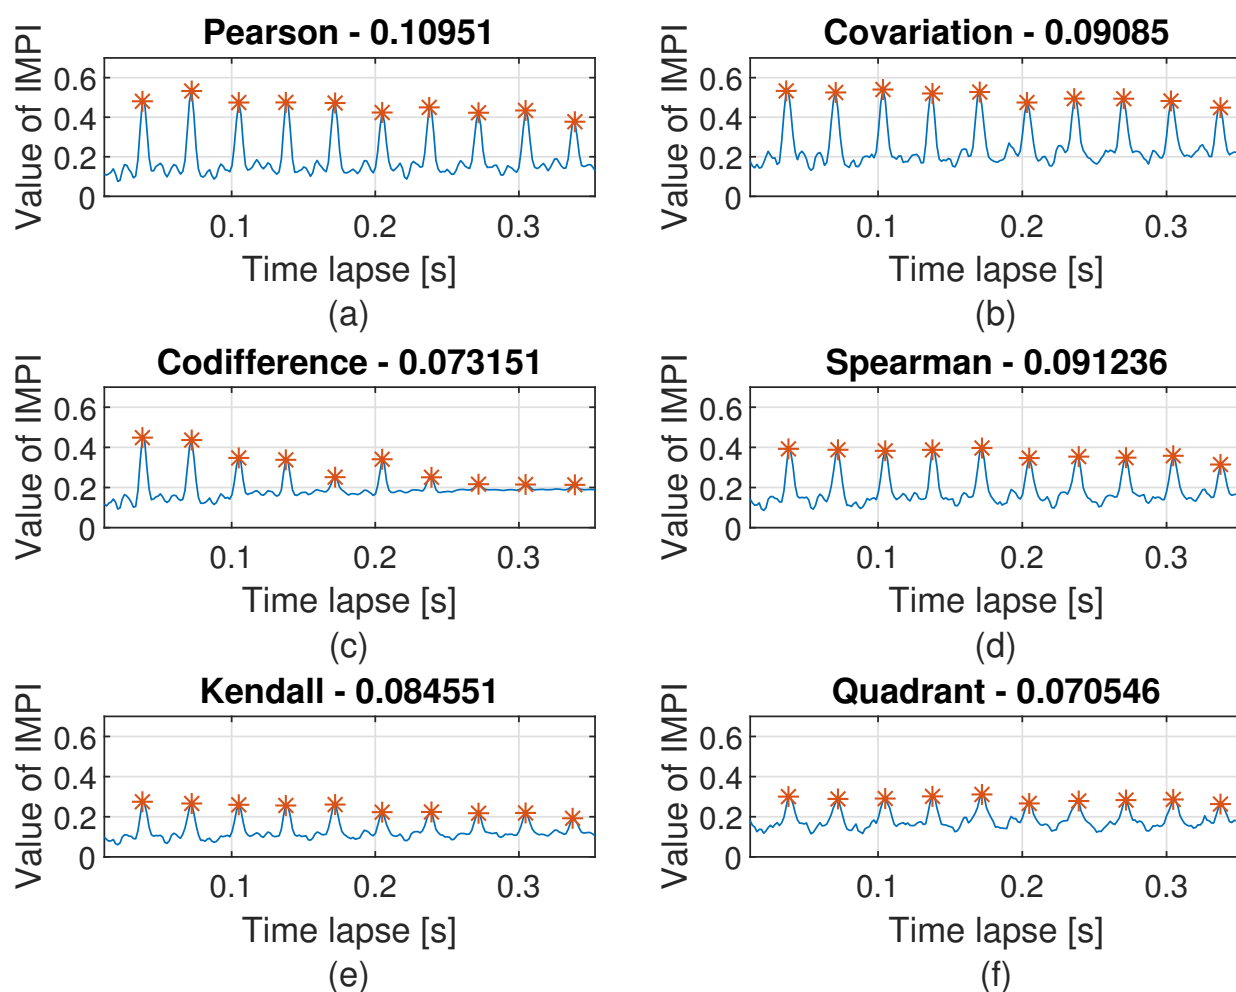 Pearson - 0.10951
Value of IMPI
0.6
0.4
0.2
0
0.1 0.2 0.3
Time lapse [s]
(a)
Covariation - 0.09085
Value of IMPI
0.6
0.4
0.2
0
0.1 0.2 0.3
Time lapse [s]
(b)
Codifference - 0.073151
Value of IMPI
0.6
0.4
0.2
0
0.1 0.2 0.3
Time lapse [s]
(c)
Spearman - 0.091236
Value of IMPI
0.6
0.4
0.2
0
0.1 0.2 0.3
Time lapse [s]
(d)
Kendall - 0.084551
Value of IMPI
0.6
0.4
0.2
0
0.1 0.2 0.3
Time lapse [s]
(e)
Quadrant - 0.070546
Value of IMPI
0.6
0.4
0.2
0
0.1 0.2 0.3
Time lapse [s]
(f)